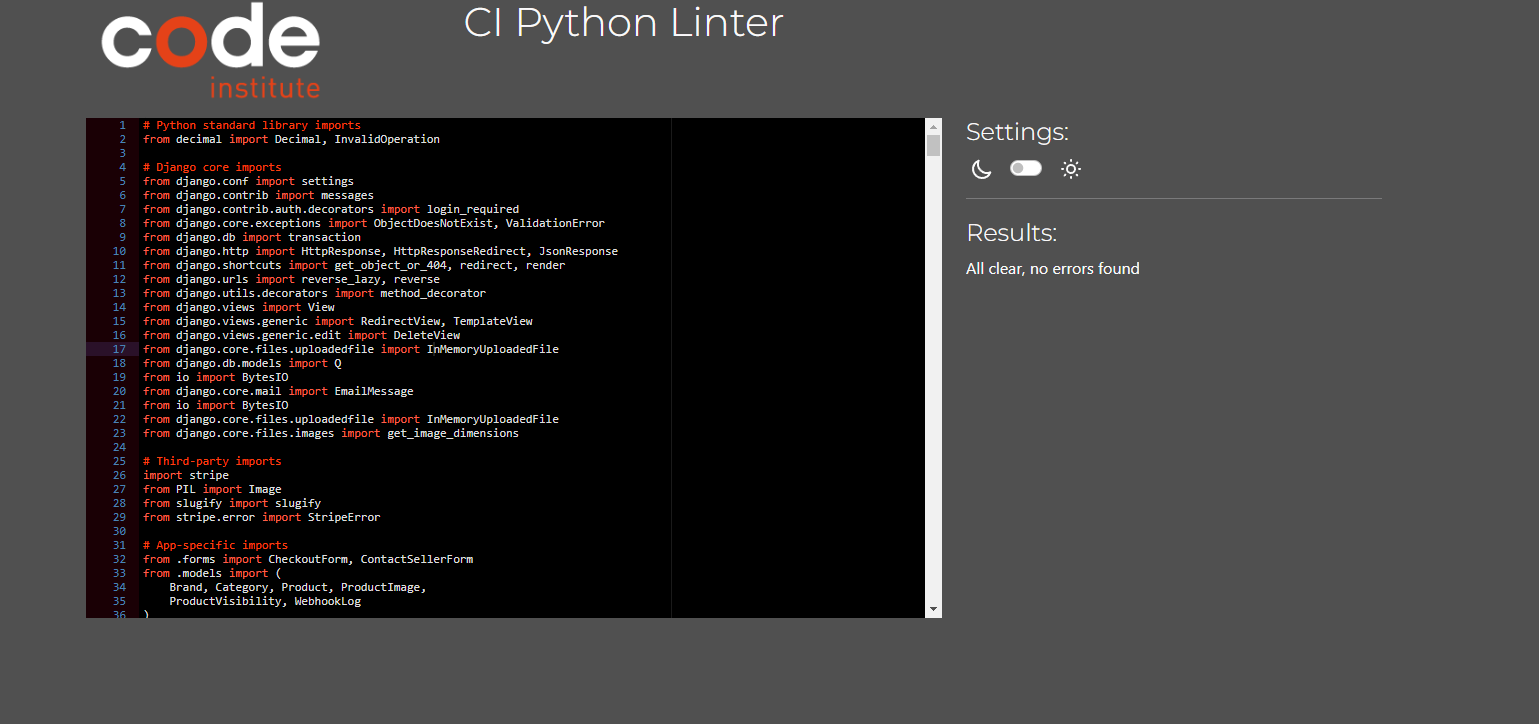 code
institute
CI Python Linter
1 # Python standard library imports
2 from decimal import Decimal, InvalidOperation
3
4 # Django core imports
5 from django.conf import settings
6 from django.contrib import messages
7 from django.contrib.auth.decorators import login_required
8 from django.core.exceptions import ObjectDoesNotExist, ValidationError
9 from django.db import transaction
10 from django.http import HttpResponse, HttpResponseRedirect, JsonResponse
11 from django.shortcuts import get_object_or_404, redirect, render
12 from django.urls import reverse_lazy, reverse
13 from django.utils.decorators import method_decorator
14 from django.views import View
15 from django.views.generic import RedirectView, TemplateView
16 from django.views.generic.edit import DeleteView
17 from django.core.files.uploadedfile import InMemoryUploadedFile
18 from django.db.models import Q
19 from io import BytesIO
20 from django.core.mail import EmailMessage
21 from io import BytesIO
22 from django.core.files.uploadedfile import InMemoryUploadedFile
23 from django.core.files.images import get_image_dimensions
24
25 # Third-party imports
26 import stripe
27 from PIL import Image
28 from slugify import slugify
29 from stripe.error import StripeError
30
31 # App-specific imports
32 from .forms import CheckoutForm, ContactSellerForm
33 from .models import (
34     Brand, Category, Product, ProductImage,
35     ProductVisibility, WebhookLog
36 )
Settings:
Results:
All clear, no errors found